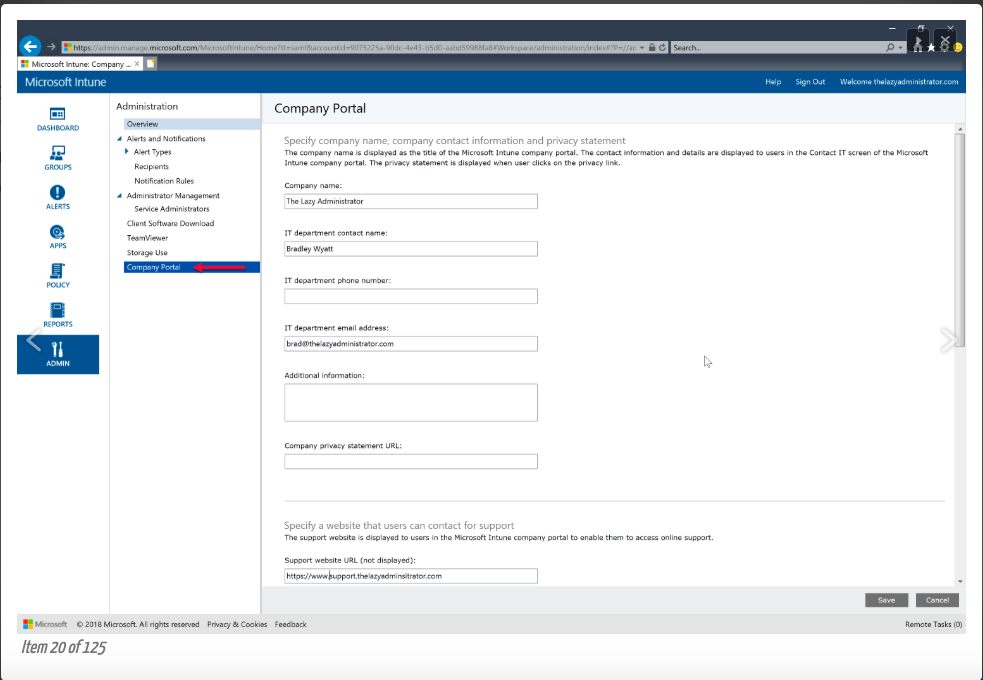 https://admin.manage.microsoft.com/MicrosoftIntune/Home?tt=saml&accountid=9075225a-90dc-4e43-b5d0-aabd59988fa8#Workspace/administration/index#?P=//ac
Search...
Microsoft Intune: Company ...
Microsoft Intune
Help Sign Out Welcome thelazyadministrator.com
DASHBOARD
GROUPS
ALERTS
APPS
POLICY
REPORTS
ADMIN
Administration
Overview
Alerts and Notifications
Alert Types
Recipients
Notification Rules
Administrator Management
Service Administrators
Client Software Download
TeamViewer
Storage Use
Company Portal
Company Portal
Specify company name, company contact information and privacy statement
The company name is displayed as the title of the Microsoft Intune company portal. The contact information and details are displayed to users in the Contact IT screen of the Microsoft
Intune company portal. The privacy statement is displayed when user clicks on the privacy link.
Company name:
The Lazy Administrator
IT department contact name:
Bradley Wyatt
IT department phone number:
IT department email address:
brad@thelazyadministrator.com
Additional information:
Company privacy statement URL:
Specify a website that users can contact for support
The support website is displayed to users in the Microsoft Intune company portal to enable them to access online support.
Support website URL (not displayed):
https://www.support.thelazyadminsitrator.com
Save Cancel
Microsoft © 2018 Microsoft. All rights reserved Privacy & Cookies Feedback
Remote Tasks (0)
Item 20 of 125